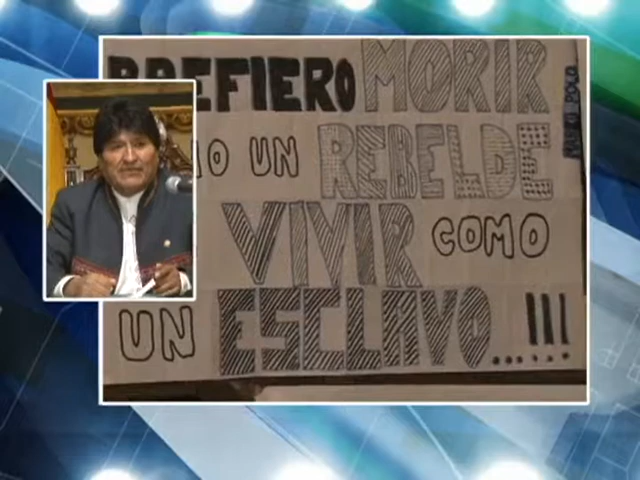 PREFIERO MORIR
UN REBELDE
VIVIR COMO
UN ESCLAVO.......!!!